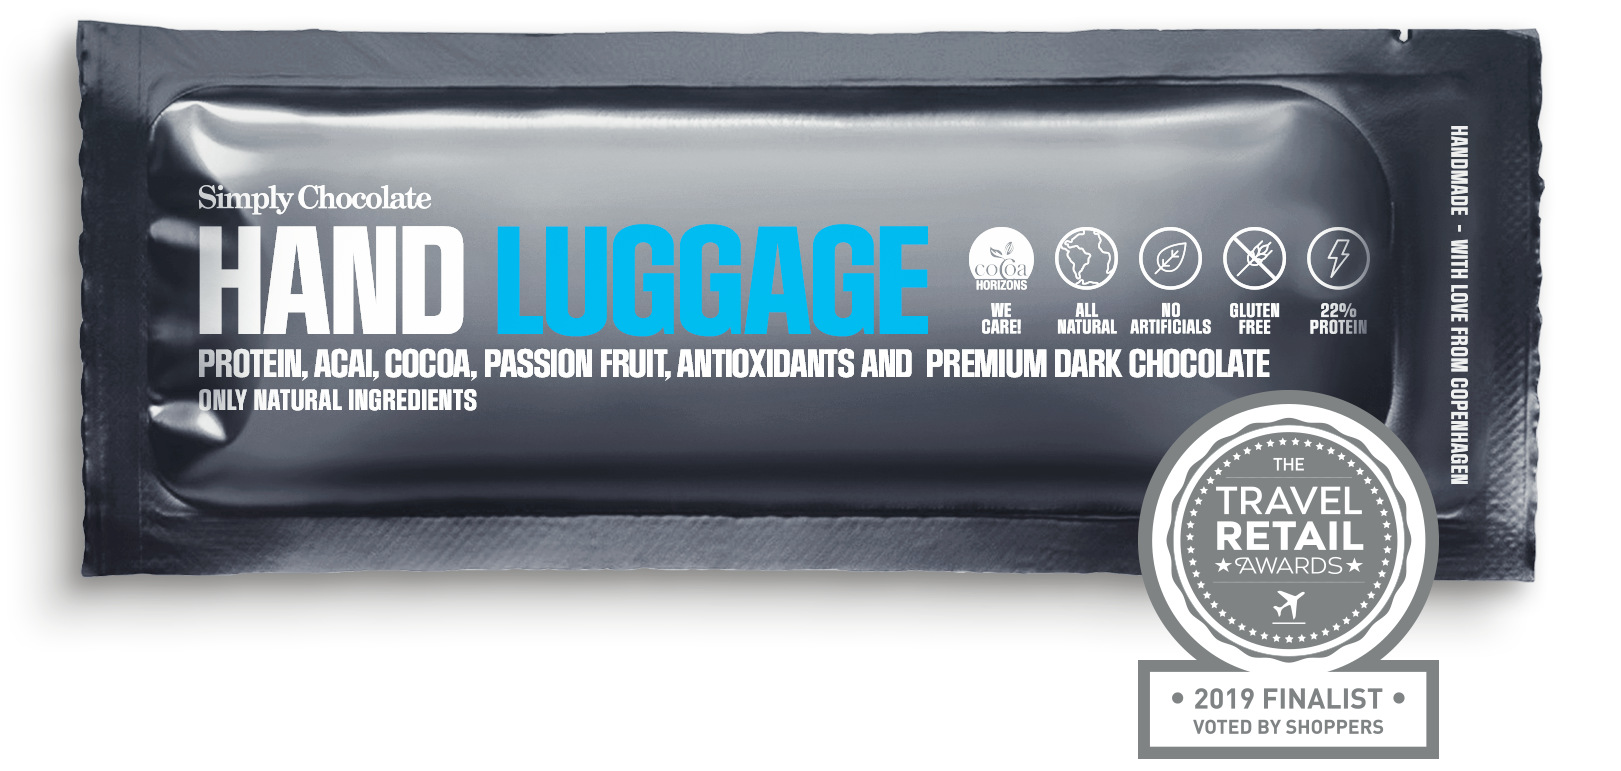 Simply Chocolate
HAND LUGGAGE
cocoa
HORIZONS
WE
CARE!
ALL
NATURAL
NO
ARTIFICIALS
GLUTEN
FREE
22%
PROTEIN
PROTEIN, ACAI, COCOA, PASSION FRUIT, ANTIOXIDANTS AND PREMIUM DARK CHOCOLATE
ONLY NATURAL INGREDIENTS
HANDMADE - WITH LOVE FROM COPENHAGEN
THE
TRAVEL
RETAIL
AWARDS
• 2019 FINALIST •
VOTED BY SHOPPERS